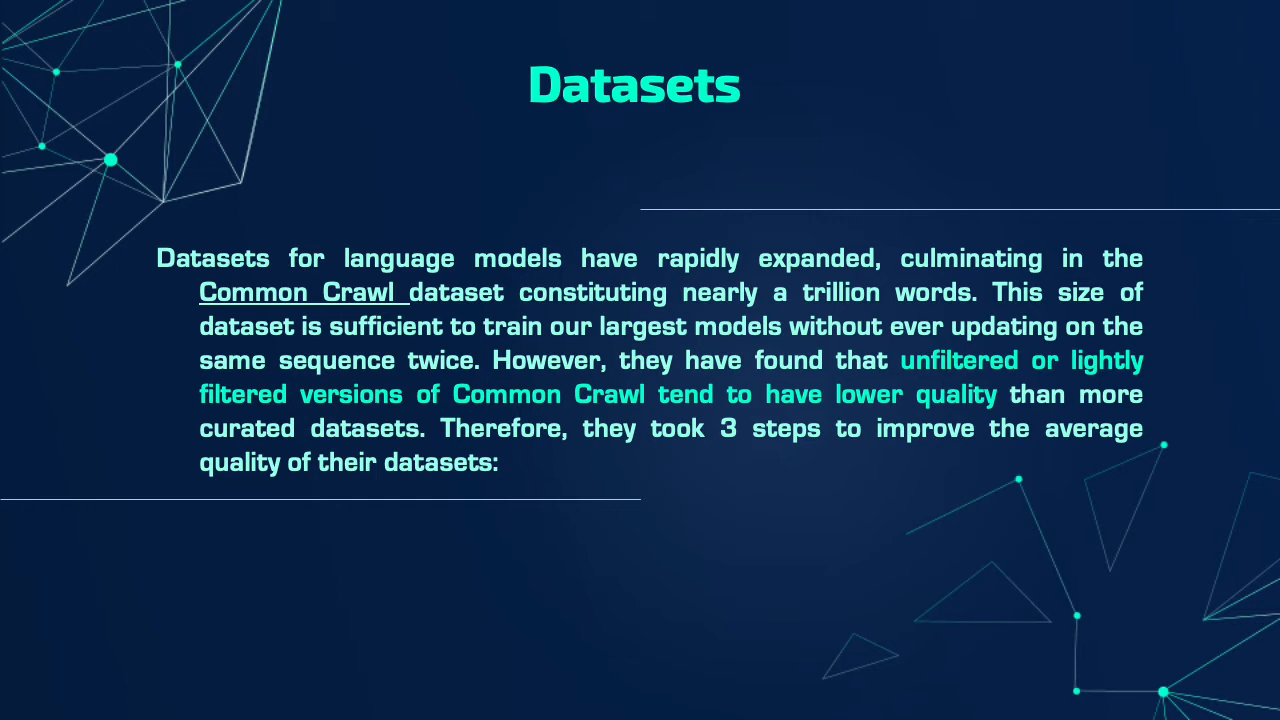 Datasets
Datasets for language models have rapidly expanded, culminating in the
Common Crawl dataset constituting nearly a trillion words. This size of
dataset is sufficient to train our largest models without ever updating on the
same sequence twice. However, they have found that unfiltered or lightly
filtered versions of Common Crawl tend to have lower quality than more
curated datasets. Therefore, they took 3 steps to improve the average
quality of their datasets: